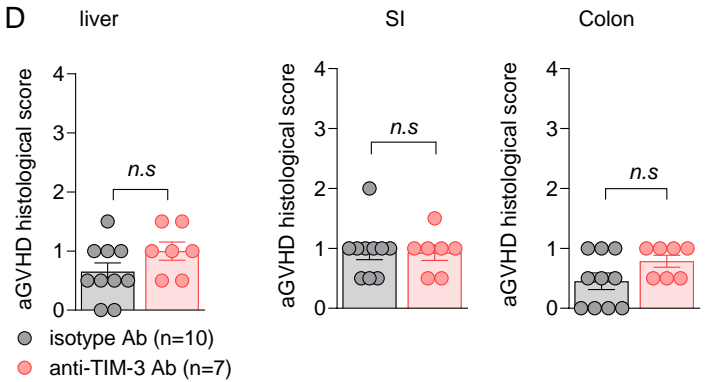 D
liver
SI
Colon
aGVHD histological score
4
3
2
1
0
n.s
aGVHD histological score
4
3
2
1
0
n.s
aGVHD histological score
4
3
2
1
0
n.s
isotype Ab (n=10)
anti-TIM-3 Ab (n=7)